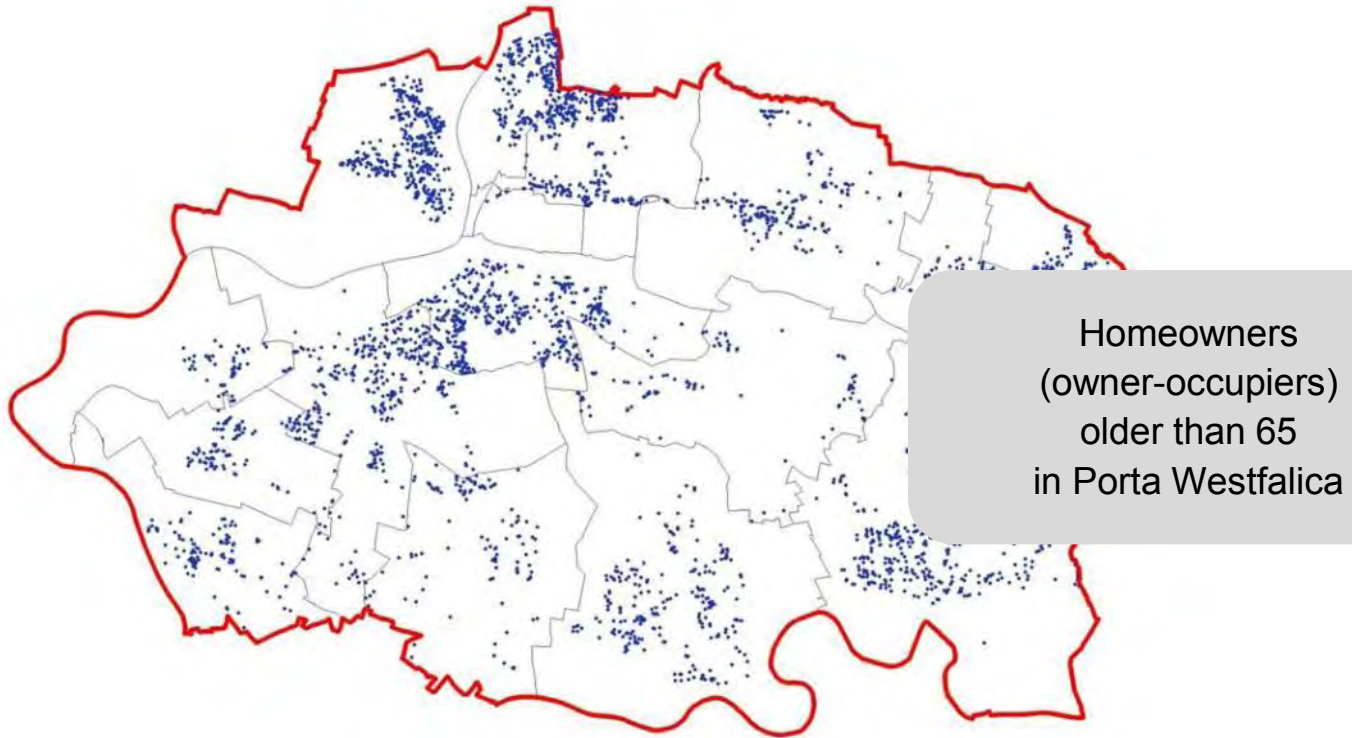 Homeowners
(owner-occupiers)
older than 65
in Porta Westfalica